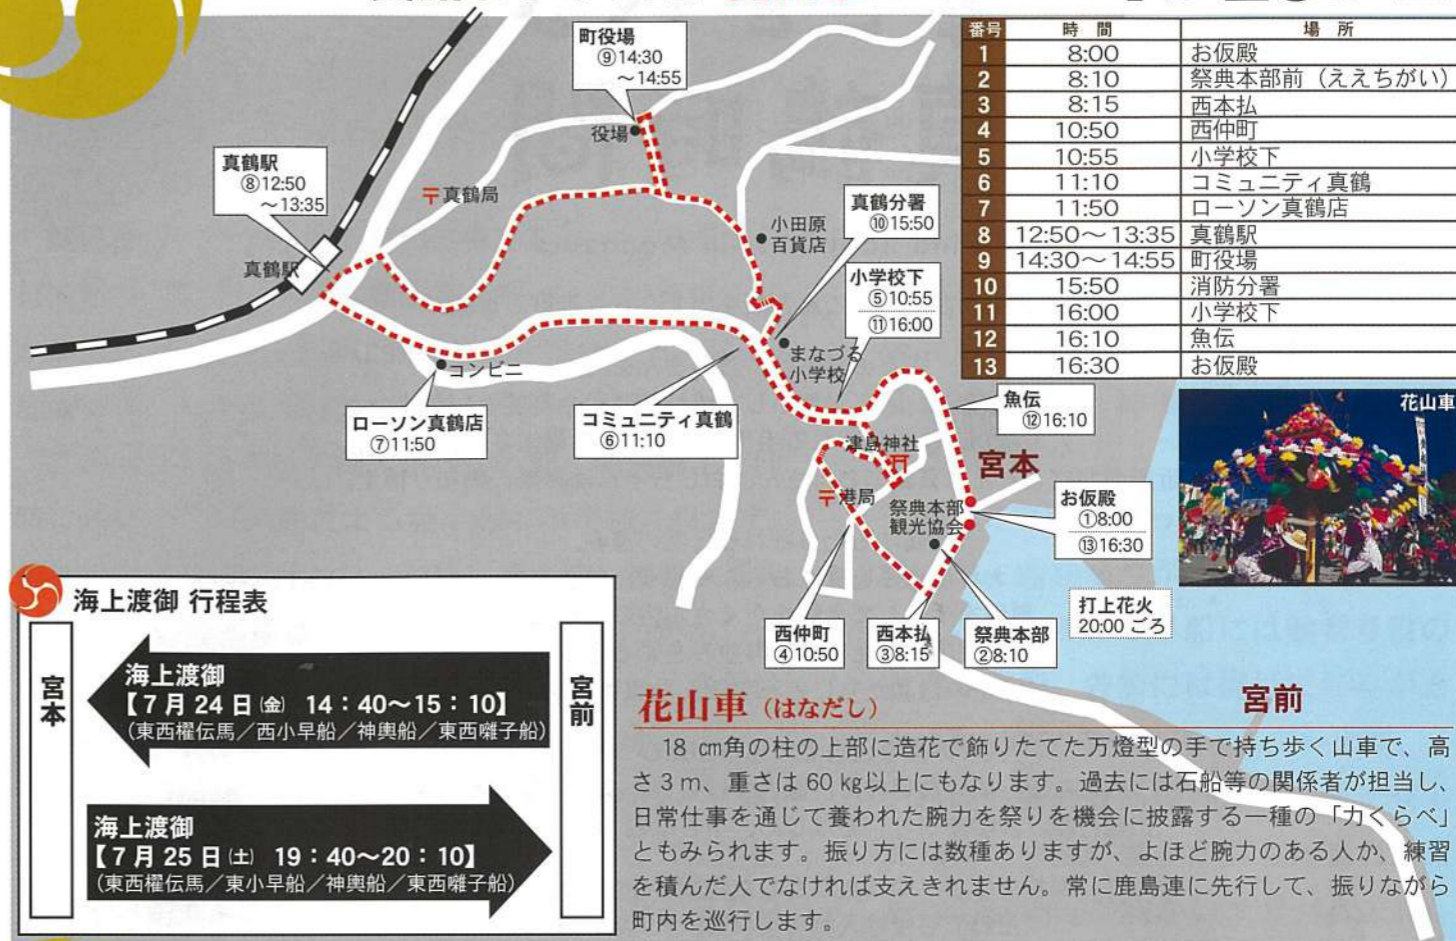 番号 時 間 場 所
1 8:00 お仮殿
2 8:10 祭典本部前（ええちがい）
3 8:15 西本払
4 10:50 西仲町
5 10:55 小学校下
6 11:10 コミュニティ真鶴
7 11:50 ローソン真鶴店
8 12:50～13:35 真鶴駅
9 14:30～14:55 町役場
10 15:50 消防分署
11 16:00 小学校下
12 16:10 魚伝
13 16:30 お仮殿
町役場
⑨14:30
～14:55
役場
真鶴駅
⑧12:50
～13:35
〒真鶴局
真鶴駅
小田原
百貨店
真鶴分署
⑩15:50
小学校下
⑤10:55
⑪16:00
まなづる
小学校
コンビニ
ローソン真鶴店
⑦11:50
コミュニティ真鶴
⑥11:10
魚伝
⑫16:10
花山車
津島神社
宮本
〒港局
祭典本部
観光協会
お仮殿
①8:00
⑬16:30
打上花火
20:00 ごろ
西仲町
④10:50
西本払
③8:15
祭典本部
②8:10
宮前
海上渡御 行程表
宮本
宮前
海上渡御
【7月24日㈮ 14：40～15：10】
（東西櫂伝馬／西小早船／神輿船／東西囃子船）
海上渡御
【7月25日㈯ 19：40～20：10】
（東西櫂伝馬／東小早船／神輿船／東西囃子船）
花山車（はなだし）
18 cm角の柱の上部に造花で飾りたてた万燈型の手で持ち歩く山車で、高
さ3m、重さは60kg以上にもなります。過去には石船等の関係者が担当し、
日常仕事を通じて養われた腕力を祭りを機会に披露する一種の「力くらべ」
ともみられます。振り方には数種ありますが、よほど腕力のある人か、練習
を積んだ人でなければ支えきれません。常に鹿島連に先行して、振りながら
町内を巡行します。